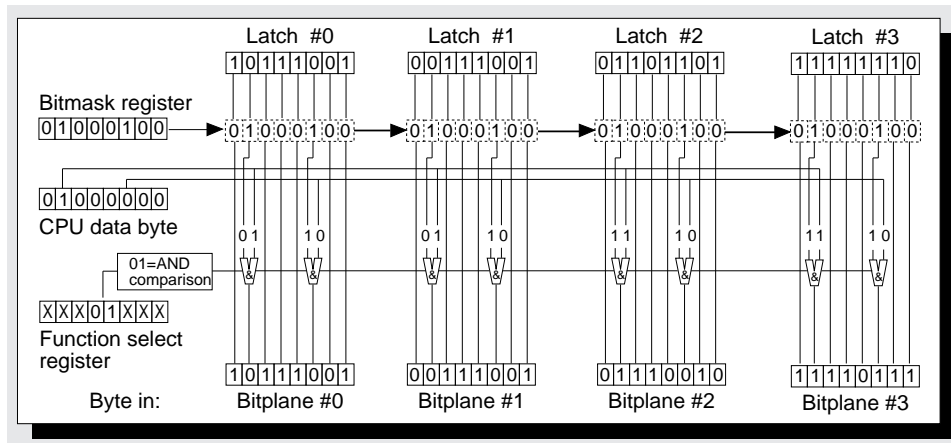 Latch #0 Latch #1 Latch #2 Latch #3
10111001 00111001 01101101 11111110
Bitmask register
01000100 01000100 01000100 01000100 01000100
01000000
CPU data byte
01 10 01 10 11 10 11 10
01=AND
comparison
& & & & & & & &
XXX01XXX
Function select
register
10111001 00111001 01110010 11110111
Byte in: Bitplane #0 Bitplane #1 Bitplane #2 Bitplane #3